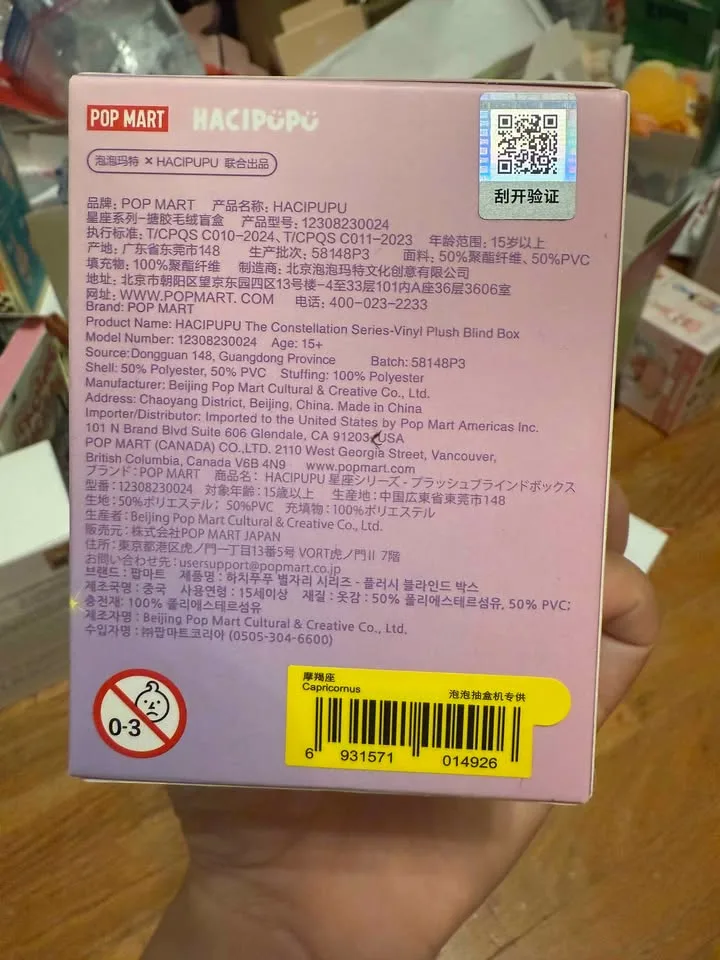 POP MART HACIPUPU
泡泡玛特 × HACIPUPU 联合出品
刮开验证
品牌: POP MART 产品名称: HACIPUPU
星座系列-搪胶毛绒盲盒 产品型号: 12308230024
执行标准: T/CPQS C010-2024、T/CPQS C011-2023 年龄范围: 15岁以上
产地: 广东省东莞市148 生产批次: 58148P3 面料: 50%聚酯纤维、50%PVC
填充物: 100%聚酯纤维 制造商: 北京泡泡玛特文化创意有限公司
地址: 北京市朝阳区望京东园四区13号楼-4至33层101内A座36层3606室
网址: WWW.POPMART. COM 电话: 400-023-2233
Brand: POP MART
Product Name: HACIPUPU The Constellation Series-Vinyl Plush Blind Box
Model Number: 12308230024 Age: 15+
Source:Dongguan 148, Guangdong Province Batch: 58148P3
Shell: 50% Polyester, 50% PVC Stuffing: 100% Polyester
Manufacturer: Beijing Pop Mart Cultural & Creative Co., Ltd.
Address: Chaoyang District, Beijing, China. Made in China
Importer/Distributor: Imported to the United States by Pop Mart Americas Inc.
101 N Brand Blvd Suite 606 Glendale, CA 91203 USA
POP MART (CANADA) CO.,LTD. 2110 West Georgia Street, Vancouver,
British Columbia, Canada V6B 4N9 www.popmart.com
ブランド: POP MART 商品名: HACIPUPU 星座シリーズ - プラッシュブラインドボックス
型番: 12308230024 対象年齢: 15歳以上 生産地: 中国広東省東莞市148
生地: 50%ポリエステル; 50%PVC 充填物: 100%ポリエステル
生産者: Beijing Pop Mart Cultural & Creative Co., Ltd.
販売元: 株式会社POP MART JAPAN
住所: 東京都港区虎ノ門一丁目13番5号 VORT虎ノ門II 7階
お問い合わせ先: usersupport@popmart.co.jp
브랜드 : 팝마트 제품명 : 하치푸푸 별자리 시리즈 - 플러시 블라인드 박스
제조국명 : 중국 사용연형 : 15세이상 재질 : 옷감 : 50% 폴리에스테르섬유, 50% PVC;
충전재: 100% 폴리에스테르섬유
제조자명 : Beijing Pop Mart Cultural & Creative Co., Ltd.
수입자명 : ㈜팝마트코리아 (0505-304-6600)
0-3
摩羯座
Capricornus 泡泡抽盒机专供
6 931571 014926